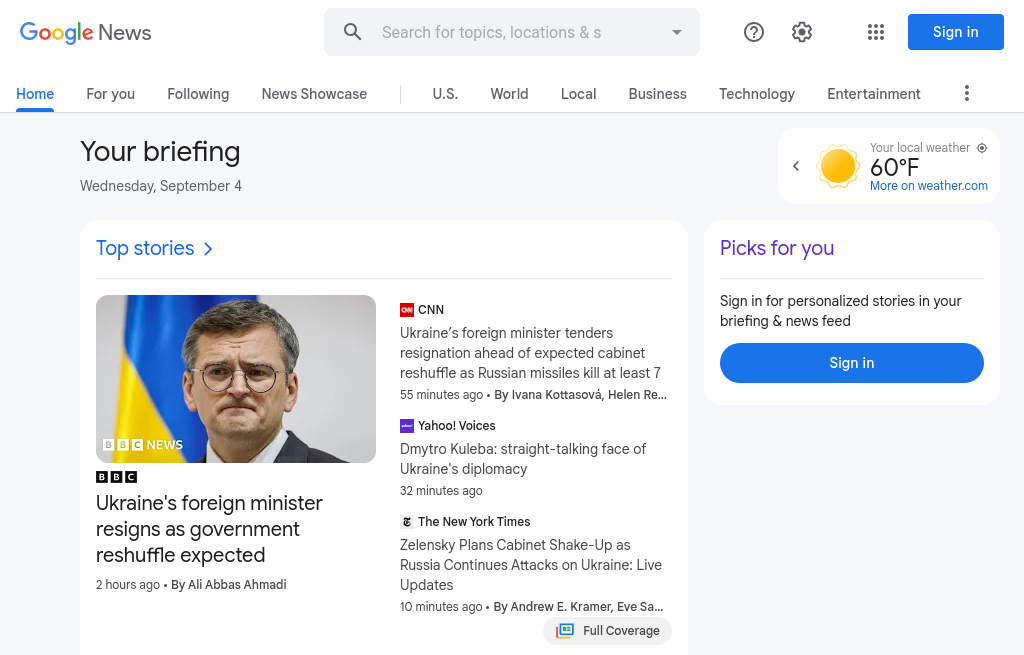 Google News
Search for topics, locations & s
Sign in
Home
For you
Following
News Showcase
U.S.
World
Local
Business
Technology
Entertainment
Your briefing
Wednesday, September 4
Your local weather
60°F
More on weather.com
Top stories
BBC NEWS
BBC
Ukraine's foreign minister
resigns as government
reshuffle expected
2 hours ago • By Ali Abbas Ahmadi
CNN
CNN
Ukraine’s foreign minister tenders
resignation ahead of expected cabinet
reshuffle as Russian missiles kill at least 7
55 minutes ago • By Ivana Kottasová, Helen Re...
Yahoo! Voices
Dmytro Kuleba: straight-talking face of
Ukraine's diplomacy
32 minutes ago
The New York Times
Zelensky Plans Cabinet Shake-Up as
Russia Continues Attacks on Ukraine: Live
Updates
10 minutes ago • By Andrew E. Kramer, Eve Sa...
Full Coverage
Picks for you
Sign in for personalized stories in your
briefing & news feed
Sign in